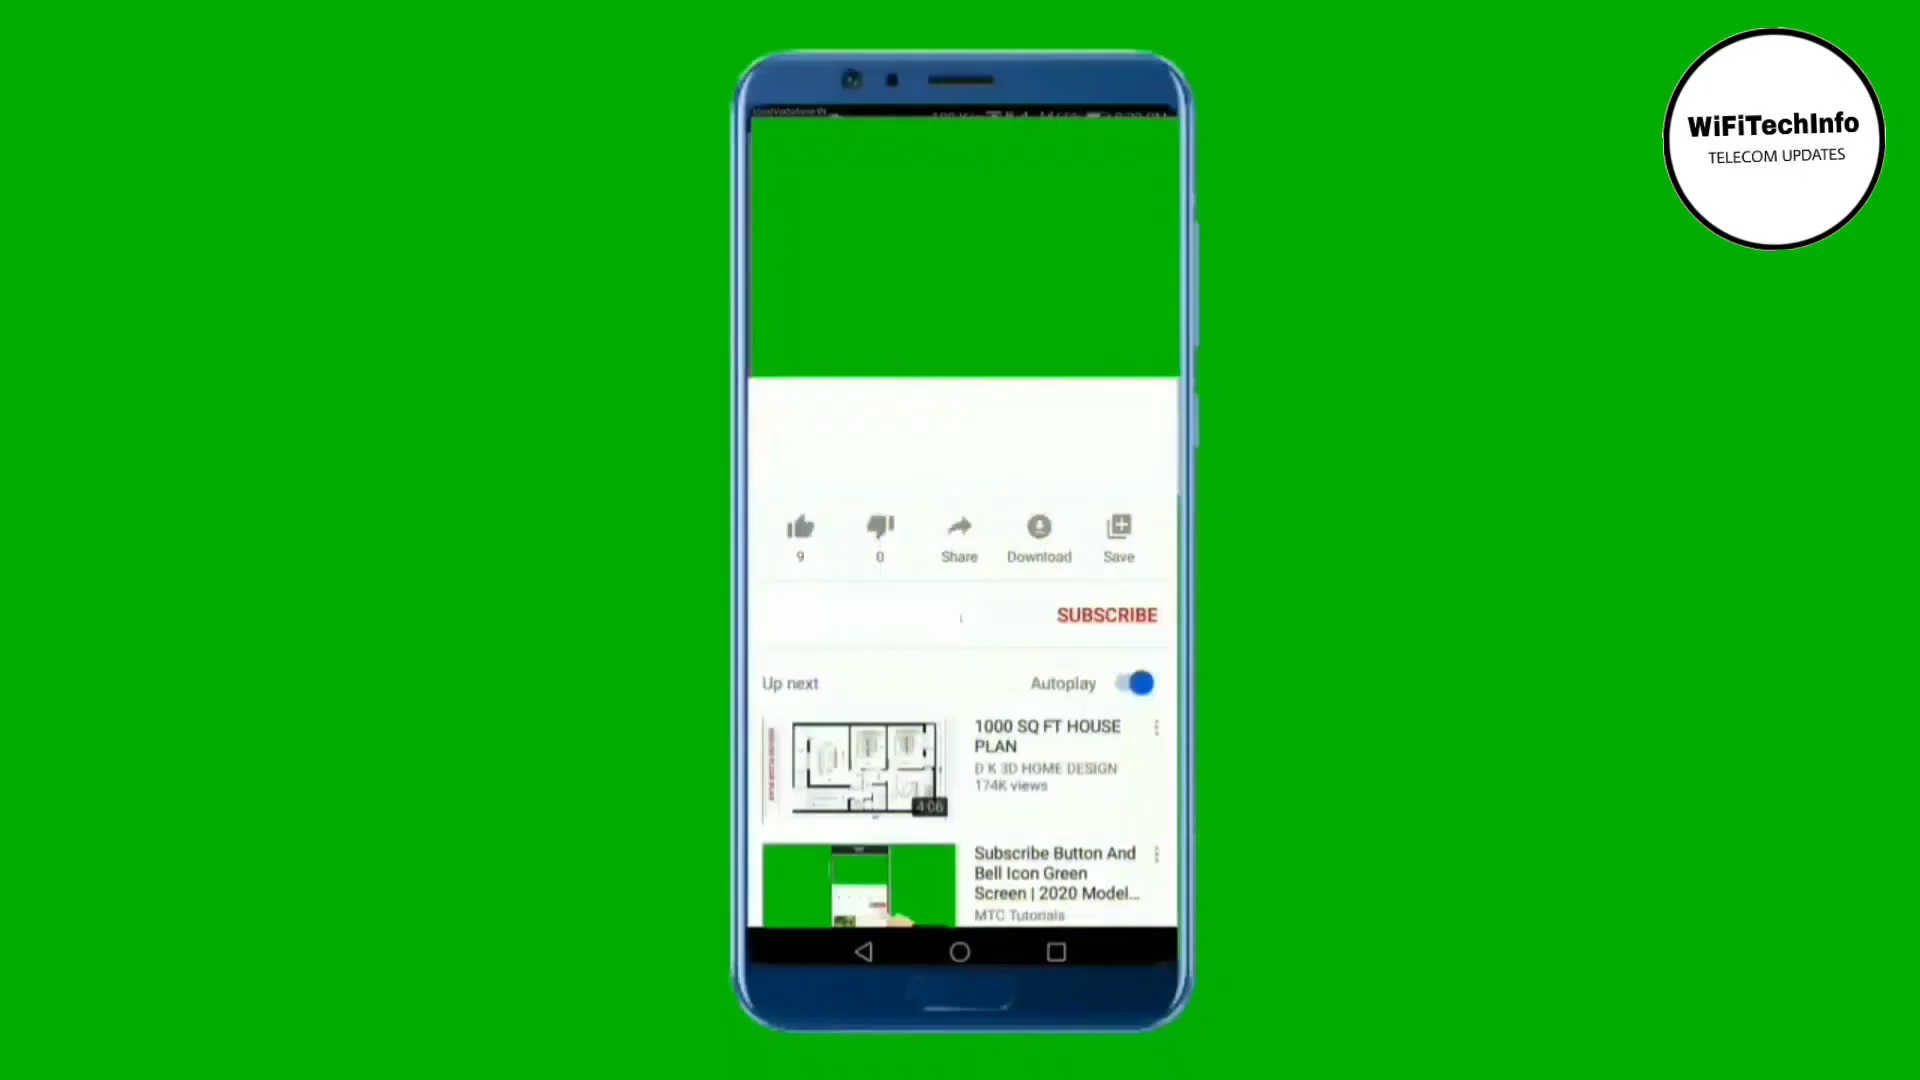 WiFiTechInfo
TELECOM UPDATES
9
0
Share
Download
Save
SUBSCRIBE
Up next
Autoplay
1000 SQ FT HOUSE
PLAN
D K 3D HOME DESIGN
174K views
4:06
Subscribe Button And
Bell Icon Green
Screen | 2020 Model...
MTC Tutorials